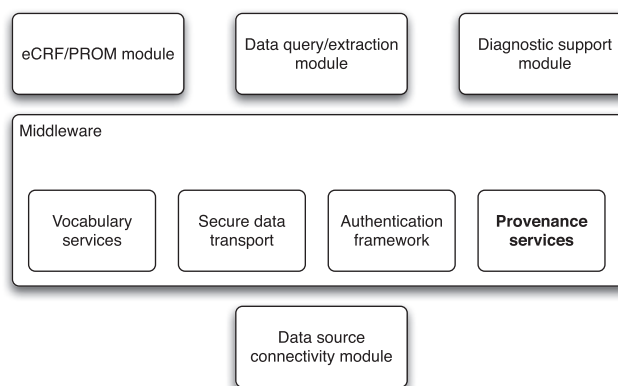 eCRF/PROM module
Data query/extraction
module
Diagnostic support
module
Middleware
Vocabulary
services
Secure data
transport
Authentication
framework
Provenance
services
Data source
connectivity module